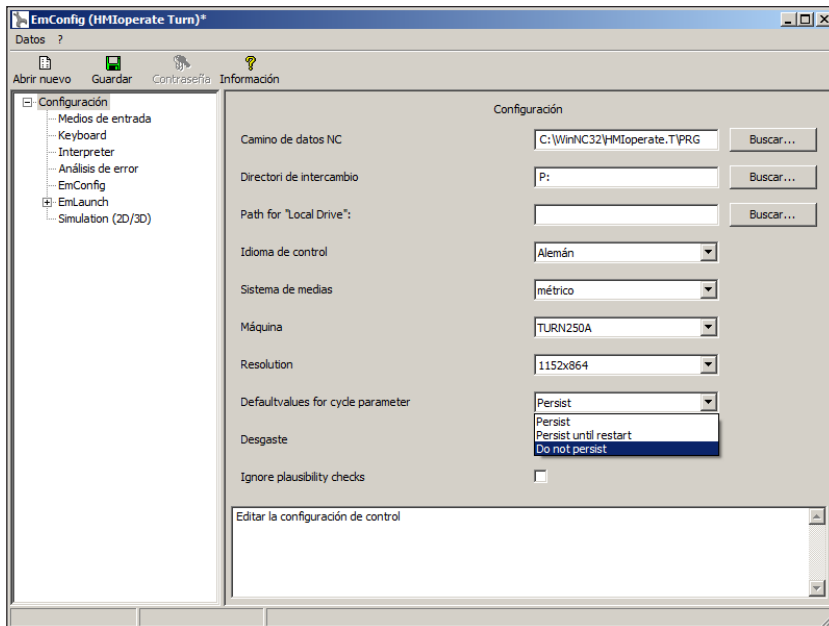 EmConfig (HMIoperate Turn)*
Datos ?
Abrir nuevo Guardar Contraseña Información
Configuración
Medios de entrada
Keyboard
Interpreter
Análisis de error
EmConfig
EmLaunch
Simulation (2D/3D)
Configuración
Camino de datos NC C:\WinNC32\HMIoperate.T\PRG Buscar...
Directori de intercambio P: Buscar...
Path for "Local Drive": Buscar...
Idioma de control Alemán
Sistema de medias métrico
Máquina TURN250A
Resolution 1152x864
Defaultvalues for cycle parameter Persist
Persist
Persist until restart
Desgaste
Do not persist
Ignore plausibility checks
Editar la configuración de control